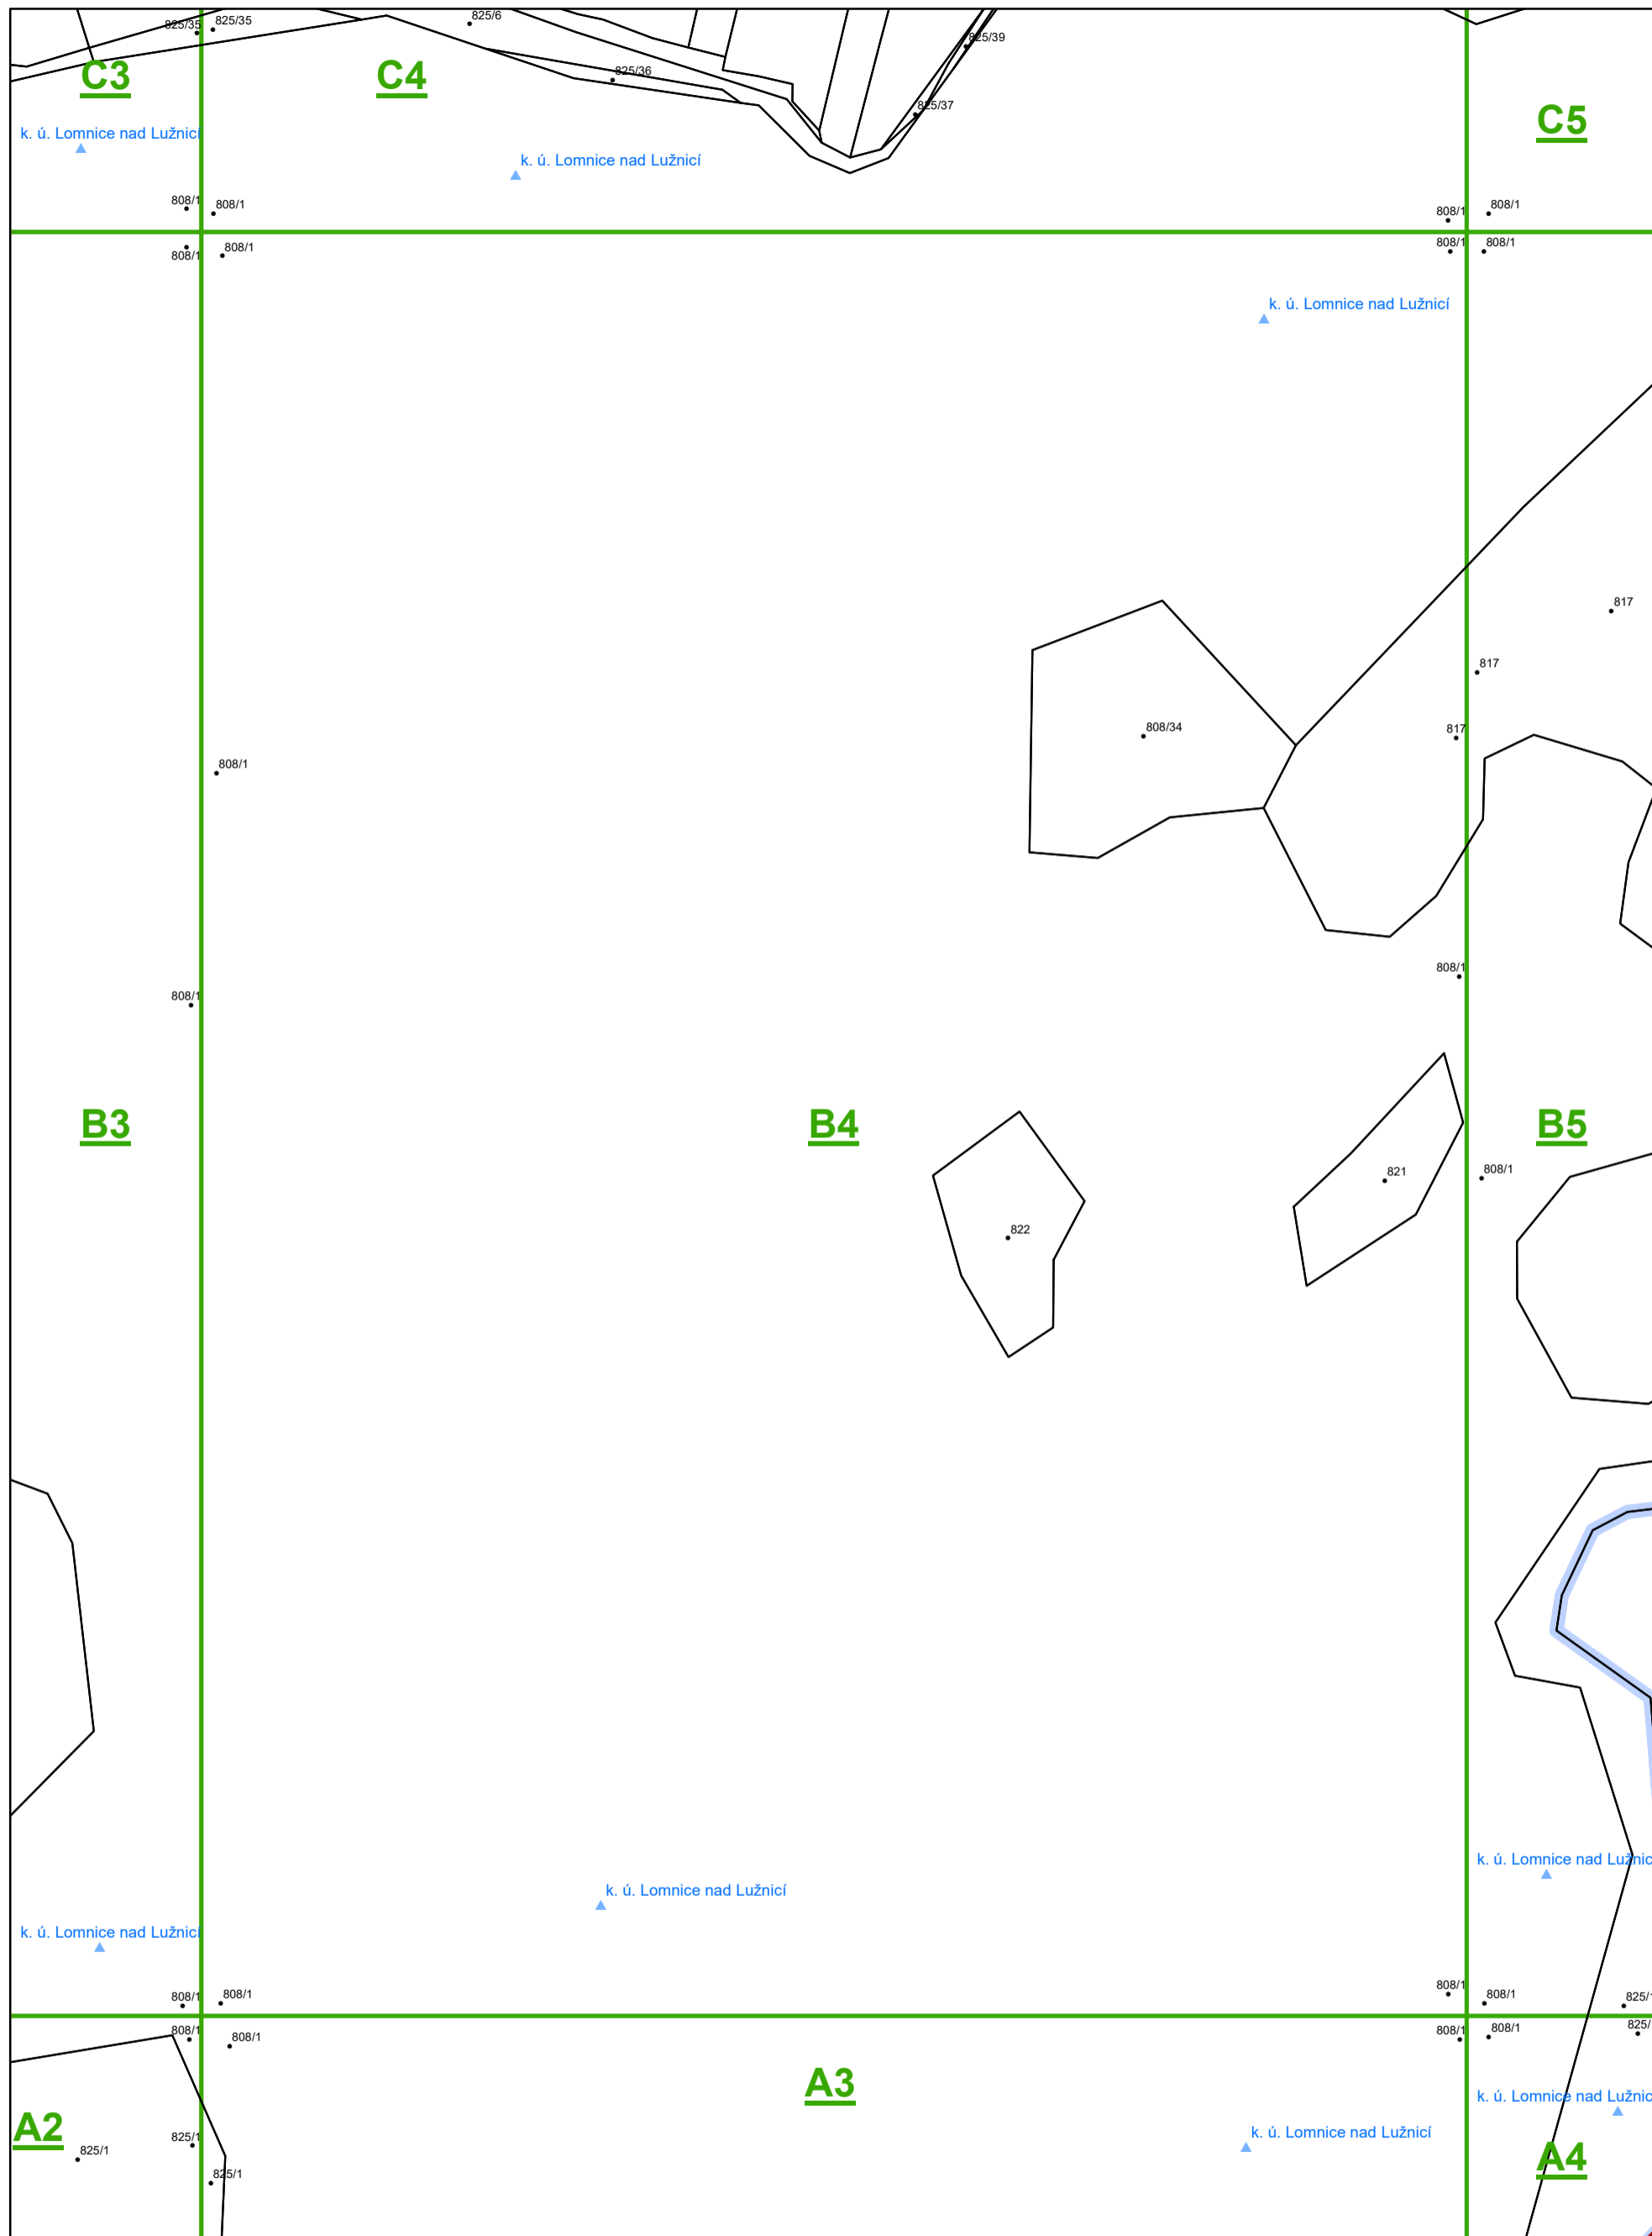 825/35
825/35
825/6
825/39
C3
C4
825/36
825/37
C5
k. ú. Lomnice nad Lužnicí
k. ú. Lomnice nad Lužnicí
808/1
808/1
808/1
808/1
808/1
808/1
808/1
808/1
k. ú. Lomnice nad Lužnicí
817
817
808/34
817
808/1
808/1
808/1
B3
B4
B5
821
808/1
822
k. ú. Lomnice nad Lužnic
k. ú. Lomnice nad Lužnicí
k. ú. Lomnice nad Lužnicí
808/1
808/1
808/1
808/1
825/
808/1
808/1
808/1
808/1
825/
A3
k. ú. Lomnice nad Lužnic
A2
825/1
825/1
k. ú. Lomnice nad Lužnicí
A4
825/1